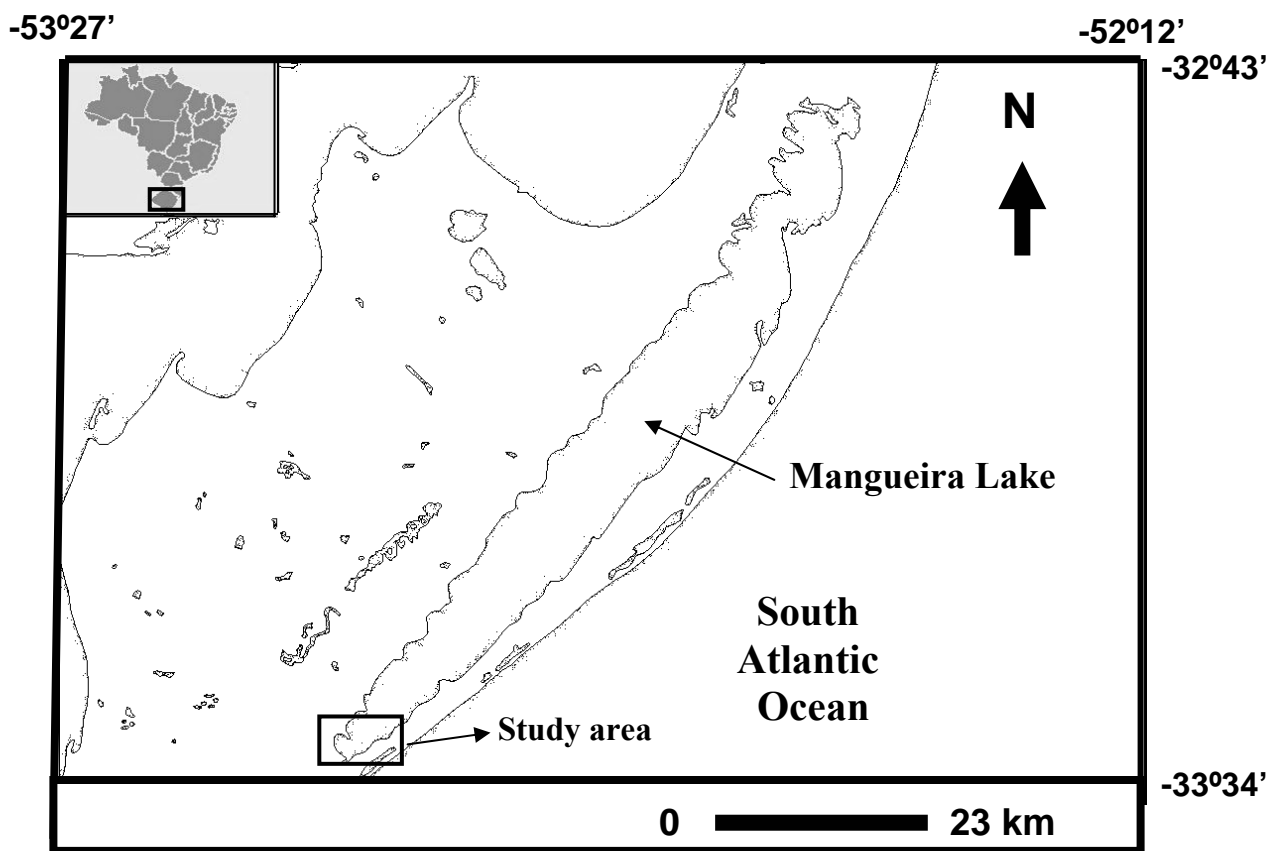 -53º27’
-52º12’
-32º43’
N
Mangueira Lake
South
Atlantic
Ocean
Study area
-33º34’
0 23 km